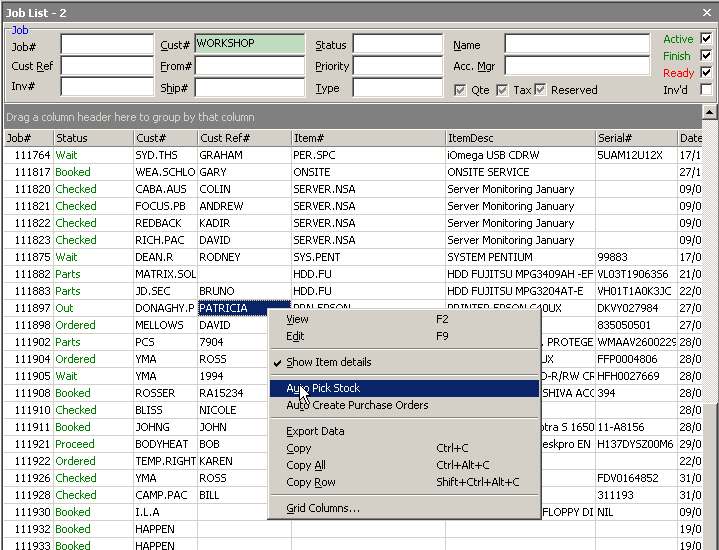 Job List - 2
Job
Job# Cust# WORKSHOP Status Name Active
Cust Ref From# Priority Acc. Mgr Finish
Ready
Inv# Ship# Type Qte Tax Reserved Inv'd
Drag a column header here to group by that column
Job# Status Cust# Cust Ref# Item# ItemDesc Serial# Date
111764 Wait SYD.THS GRAHAM PER.SPC iOmega USB CDRW 5UAM12U12X 17/1
111817 Booked WEA.SCHLO GARY ONSITE ONSITE SERVICE 27/1
111820 Checked CABA.AUS COLIN SERVER.NSA Server Monitoring January 09/0
111821 Checked FOCUS.PB ANDREW SERVER.NSA Server Monitoring January 09/0
111822 Checked REDBACK KADIR SERVER.NSA Server Monitoring January 09/0
111823 Checked RICH.PAC DAVID SERVER.NSA Server Monitoring January 09/0
111875 Wait DEAN.R RODNEY SYS.PENT SYSTEM PENTIUM 99883 17/0
111882 Parts MATRIX.SOL HDD.FU HDD FUJITSU MPG3409AH -EF VL03T1906356 21/0
111883 Parts JD.SEC BRUNO HDD.FU HDD FUJITSU MPG3204AT-E VH01T1A0K3JC 22/0
111897 Out DONAGHY.P PATRICIA PRN.EPSON PRINTER EPSON C40UX DKVY027984 27/0
111898 Ordered MELLOWS DAVID 835050501 27/0
111902 Parts PCS 7904 PROTEGE WMAAV2600229 28/0
111904 Ordered YMA ROSS UX FFP0004806 28/0
111905 Wait YMA 1994 D-R/RW CR HFH0027669 28/0
111908 Booked ROSSER RA15234 SHIVA ACC 394 28/0
111910 Checked BLISS NICOLE 28/0
111911 Booked JOHNG JOHN tra S 1650 11-A8156 28/0
111921 Proceed BODYHEAT BOB eskpro EN H137DYSZ00M6 29/0
111922 Ordered TEMP.RIGHT KAREN 22/0
111926 Checked YMA ROSS FDV0164852 31/0
111928 Checked CAMP.PAC BILL 311193 31/0
111930 Booked I.L.A FLOPPY DI NIL 09/0
111932 Booked HAPPEN 19/0
111933 Booked HAPPEN 19/0
View F2
Edit F9
Show Item details
Auto Pick Stock
Auto Create Purchase Orders
Export Data
Copy Ctrl+C
Copy All Ctrl+Alt+C
Copy Row Shift+Ctrl+Alt+C
Grid Columns...